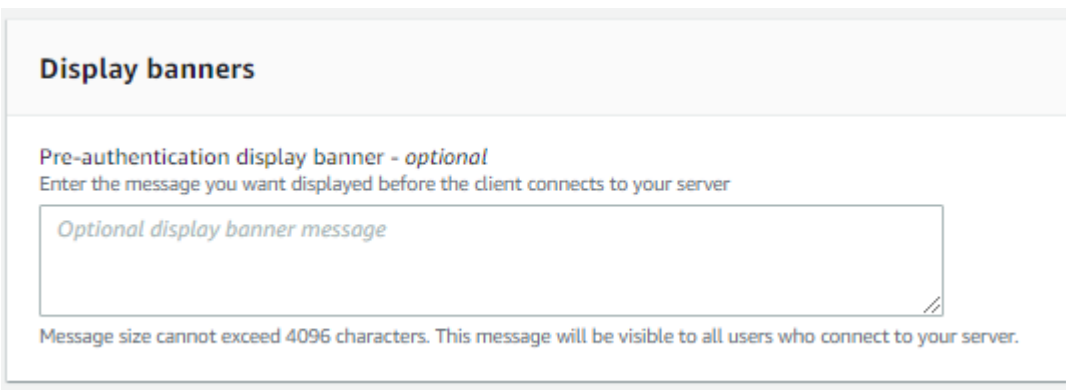 Display banners
Pre-authentication display banner - optional
Enter the message you want displayed before the client connects to your server
Optional display banner message
Message size cannot exceed 4096 characters. This message will be visible to all users who connect to your server.